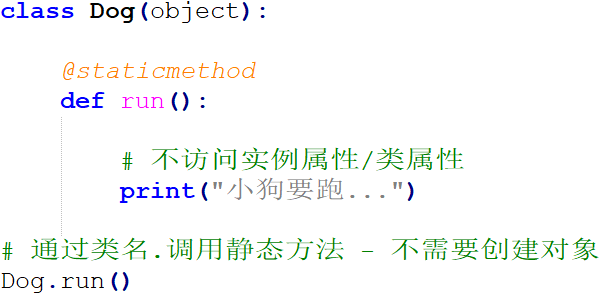 class Dog(object):
@staticmethod
def run():
# 不访问实例属性/类属性
print("小狗要跑...")
# 通过类名.调用静态方法 - 不需要创建对象
Dog.run()